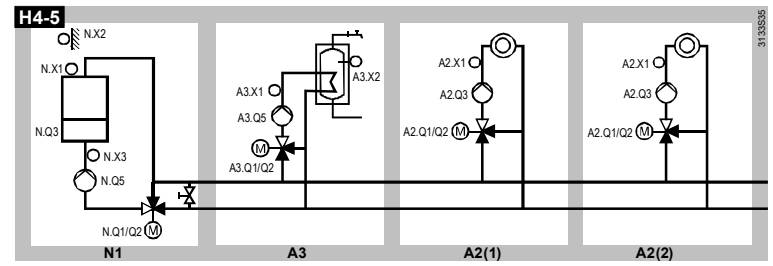 H4-5
N.X2
N.X1
N.Q3
N.X3
N.Q5
N.Q1/Q2 M
N1
A3.X1
A3.X2
A3.Q5
M
A3.Q1/Q2
A3
A2.X1
A2.Q3
A2.Q1/Q2 M
A2(1)
A2.X1
A2.Q3
A2.Q1/Q2 M
A2(2)
3133S35